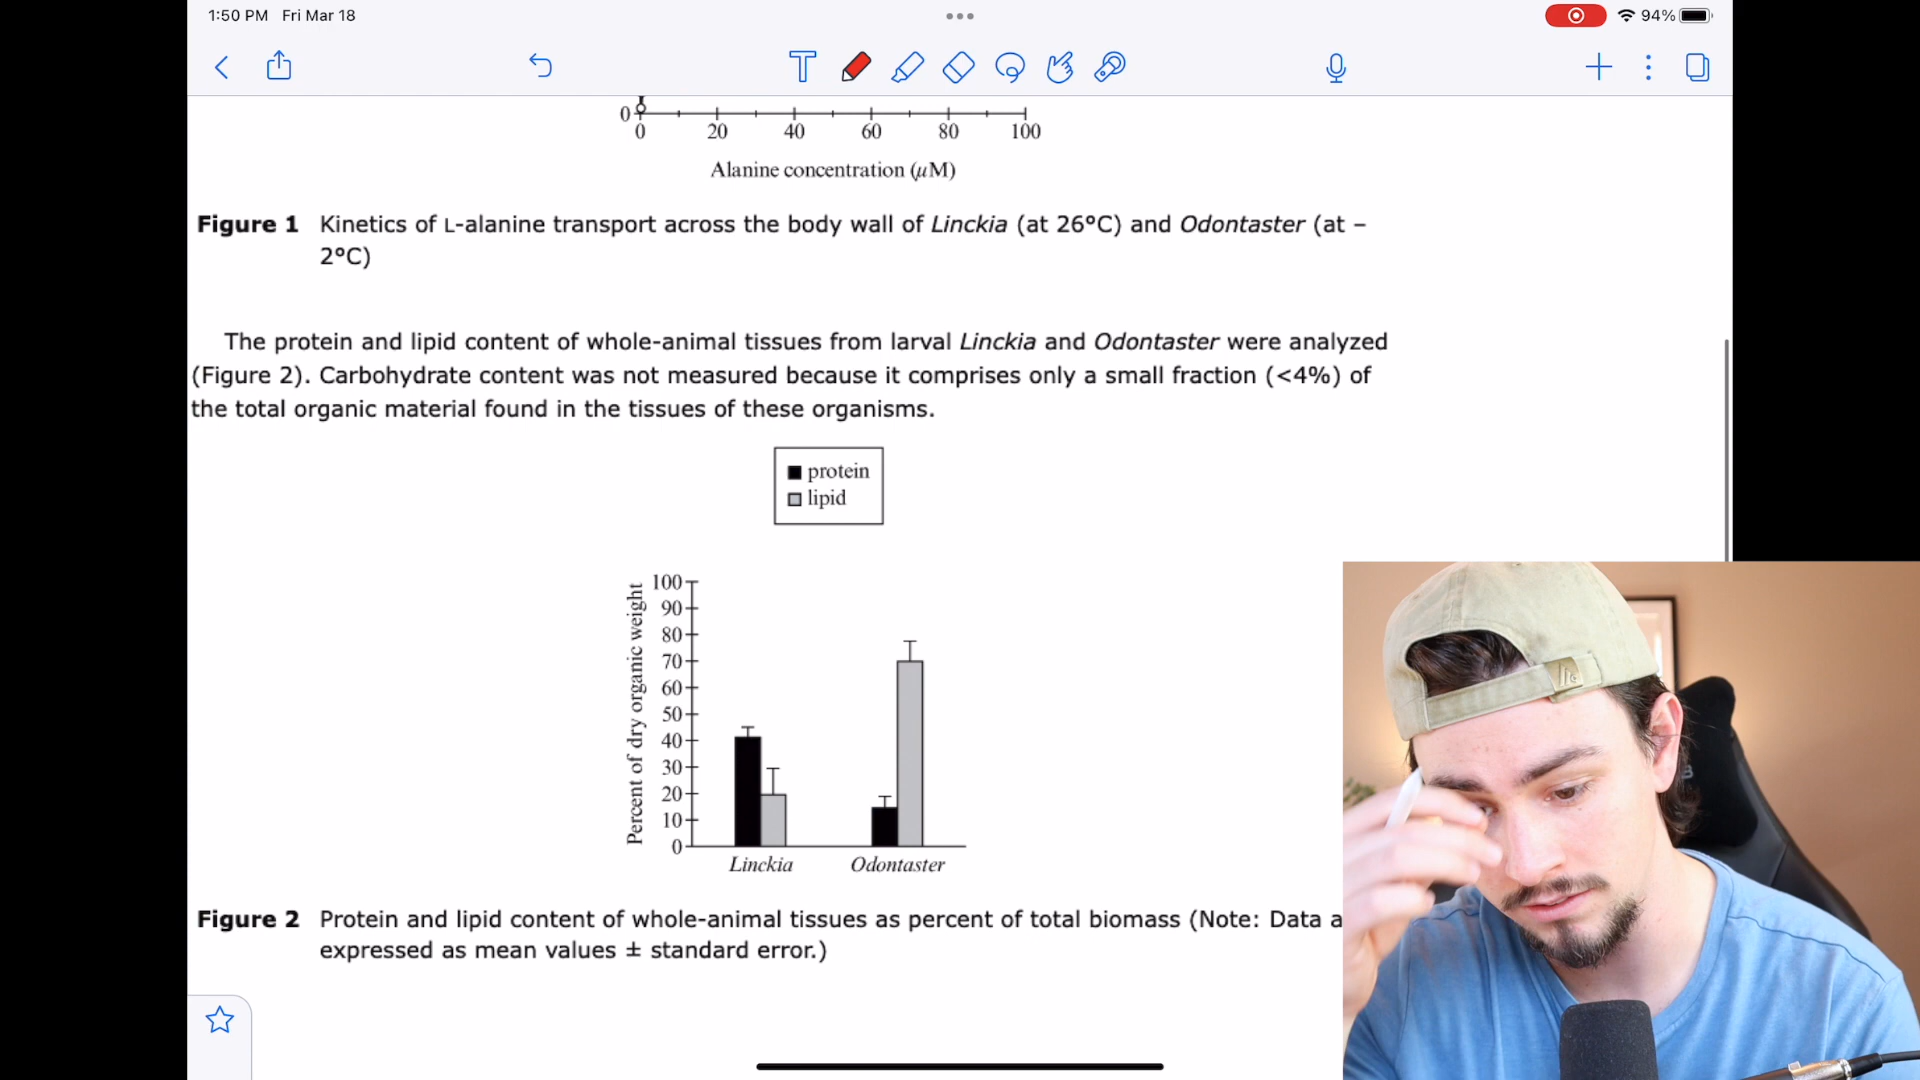 1:50 PM Fri Mar 18
94%
0
0 20 40 60 80 100
Alanine concentration (μM)
Figure 1 Kinetics of L-alanine transport across the body wall of Linckia (at 26°C) and Odontaster (at –
2°C)
The protein and lipid content of whole-animal tissues from larval Linckia and Odontaster were analyzed
(Figure 2). Carbohydrate content was not measured because it comprises only a small fraction (<4%) of
the total organic material found in the tissues of these organisms.
protein
lipid
Percent of dry organic weight
100
90
80
70
60
50
40
30
20
10
0
Linckia Odontaster
Figure 2 Protein and lipid content of whole-animal tissues as percent of total biomass (Note: Data a
expressed as mean values ± standard error.)